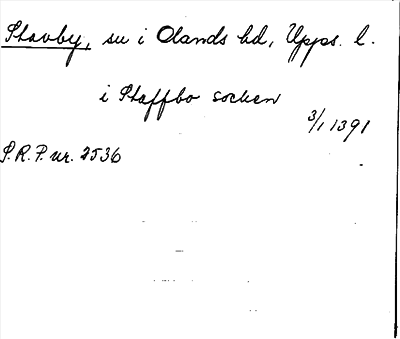 Stavby, sn i Olands hd, Upps. l.
i Staffbo socken
3/1 1391
S.R.P. nr. 2536